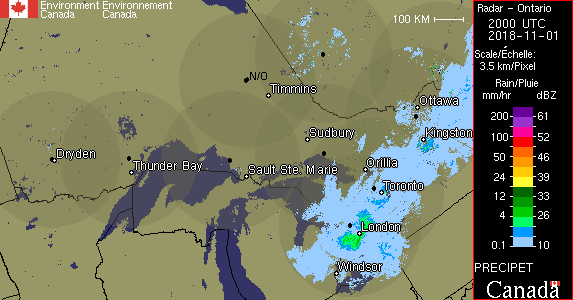 Environment Environnement
Canada Canada
100 KM
N/O
Timmins
Ottawa
Sudbury
Kingston
Dryden
Thunder Bay
Sault Ste. Marie
Orillia
Toronto
London
Windsor
Radar - Ontario
2000 UTC
2018-11-01
Scale/Échelle:
3.5 km/Pixel
Rain/Pluie
mm/hr dBZ
200 61
100 52
50 46
24 39
12 33
4 26
0.1 10
PRECIPET
Canada